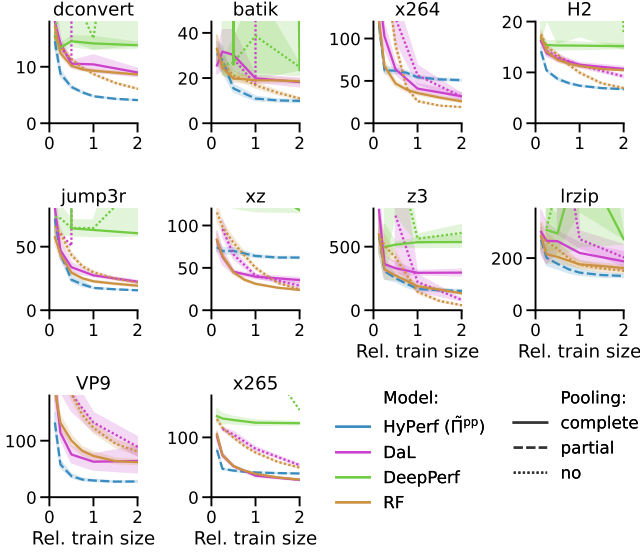 dconvert batik x264 H2
10
0
0 1 2
40
20
0
0 1 2
100
50
0
0 1 2
20
10
0
0 1 2
jump3r xz z3 lrzip
50
0
0 1 2
100
50
0
0 1 2
500
0
0 1 2
Rel. train size
200
0
0 1 2
Rel. train size
VP9 x265
100
0
0 1 2
Rel. train size
100
0
0 1 2
Rel. train size
Model:
HyPerf (Π̃ᵖᵖ)
DaL
DeepPerf
RF
Pooling:
complete
partial
no